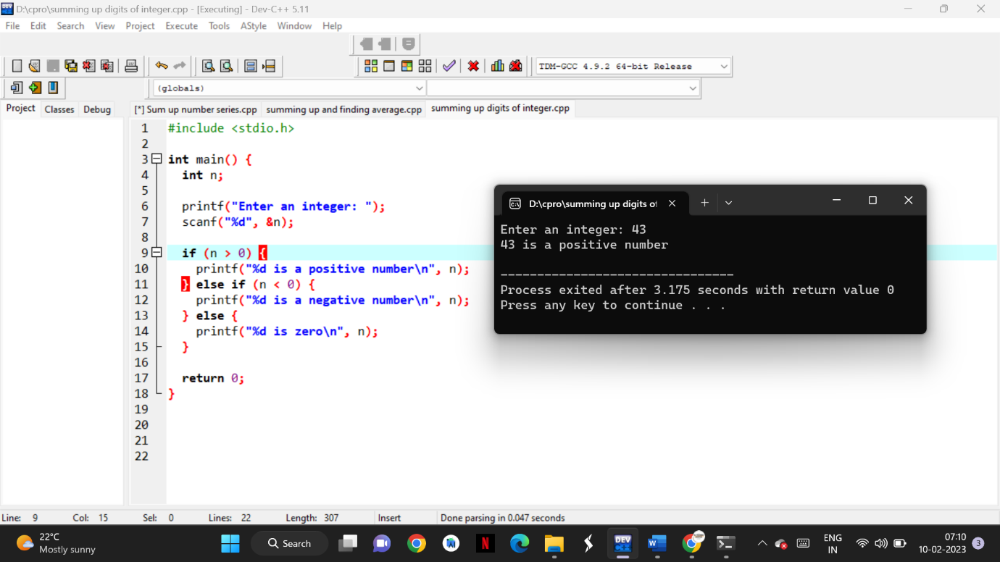 D:\cpro\summing up digits of integer.cpp - [Executing] - Dev-C++ 5.11
File Edit Search View Project Execute Tools AStyle Window Help
TDM-GCC 4.9.2 64-bit Release
(globals)
Project Classes Debug
[*] Sum up number series.cpp summing up and finding average.cpp summing up digits of integer.cpp
1 #include <stdio.h>
2
3 int main() {
4 int n;
5
6 printf("Enter an integer: ");
7 scanf("%d", &n);
8
9 if (n > 0) {
10 printf("%d is a positive number\n", n);
11 } else if (n < 0) {
12 printf("%d is a negative number\n", n);
13 } else {
14 printf("%d is zero\n", n);
15 }
16
17 return 0;
18 }
19
20
21
22
D:\cpro\summing up digits of
Enter an integer: 43
43 is a positive number
--------------------------------
Process exited after 3.175 seconds with return value 0
Press any key to continue . . .
Line: 9 Col: 15 Sel: 0 Lines: 22 Length: 307 Insert Done parsing in 0.047 seconds
22°C
Mostly sunny
Search
N
DEV
C++
W
ENG
IN
07:10
10-02-2023
3